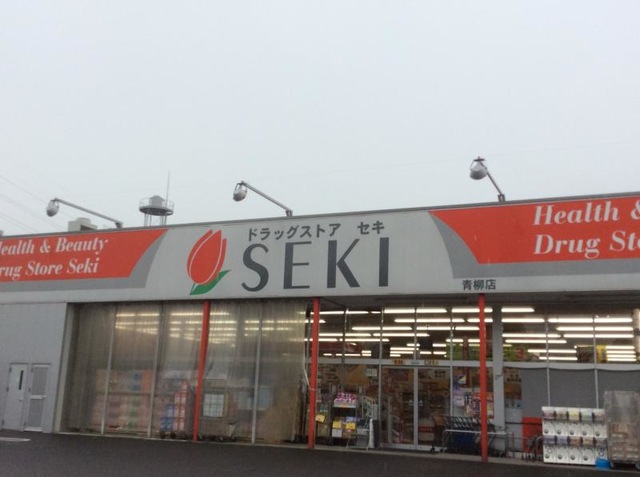 Health & Beauty
Drug Store Seki
ドラッグストア セキ
SEKI
青柳店
Health &
Drug Sto